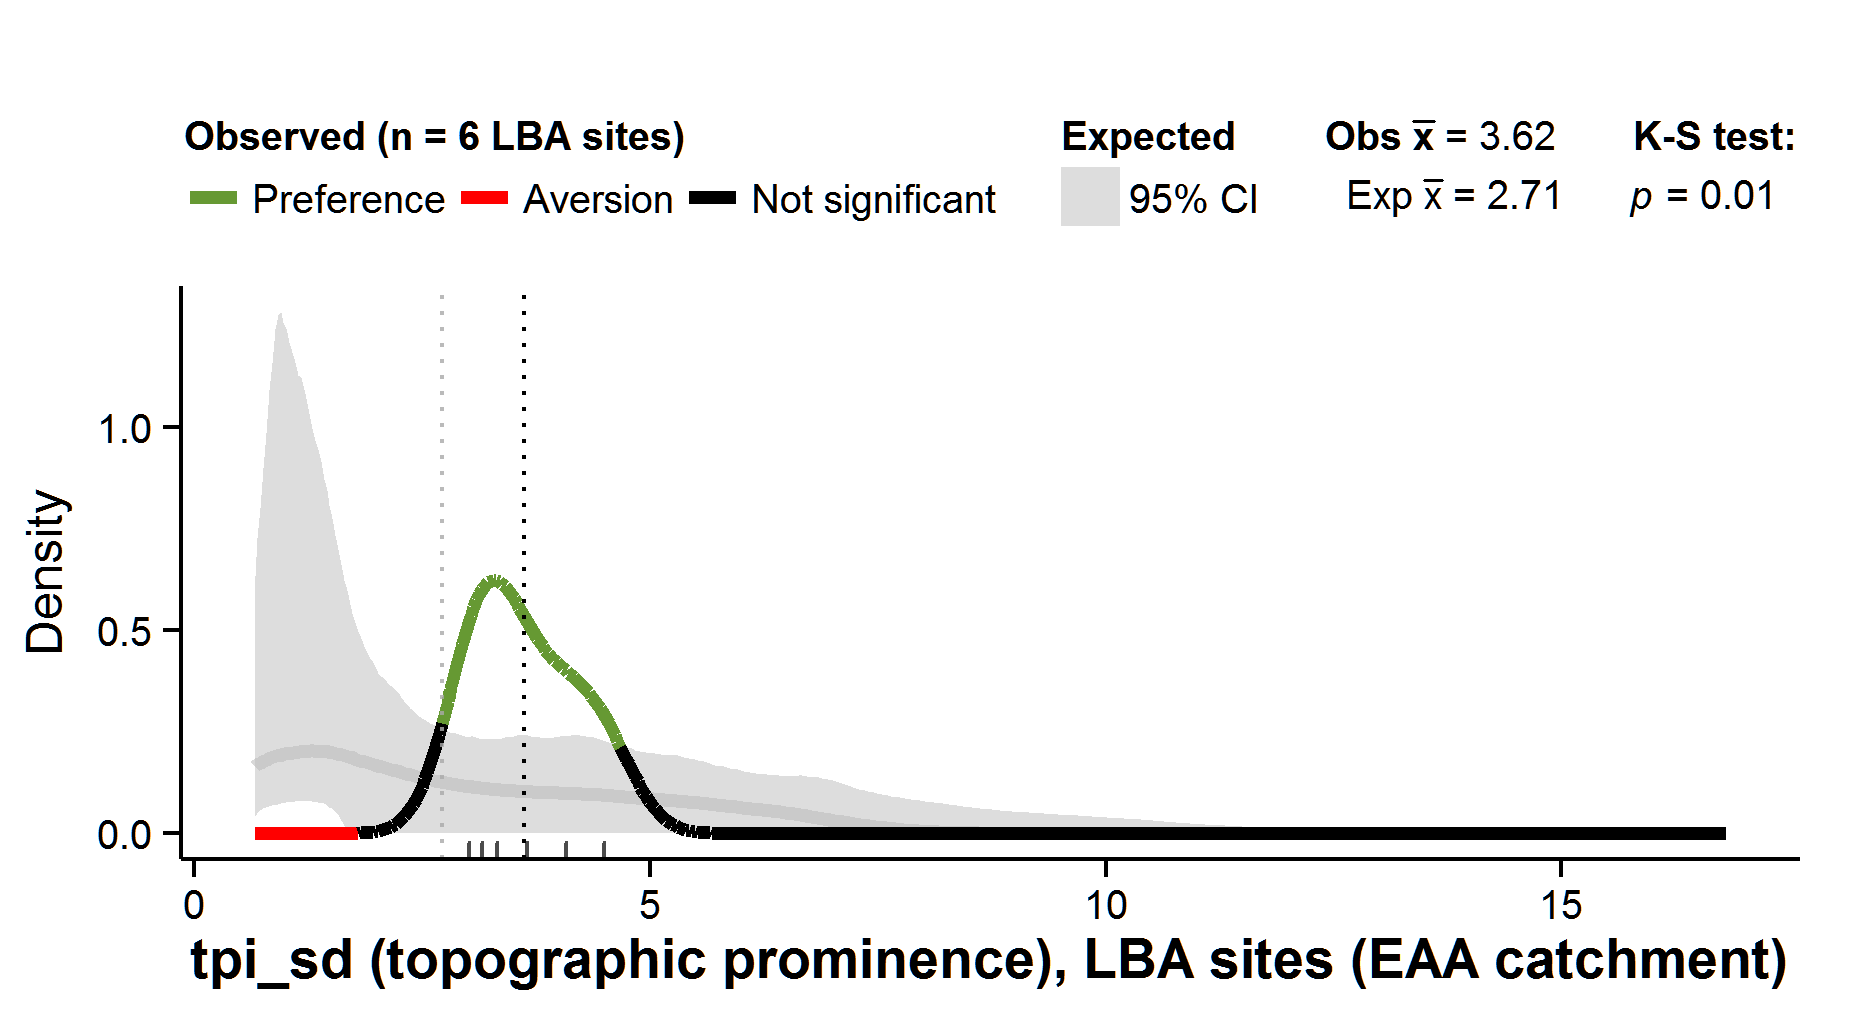 Observed (n = 6 LBA sites) Expected Obs x̅ = 3.62 K-S test:
Preference Aversion Not significant 95% CI Exp x̅ = 2.71 p = 0.01
Density
1.0
0.5
0.0
0 5 10 15
tpi_sd (topographic prominence), LBA sites (EAA catchment)